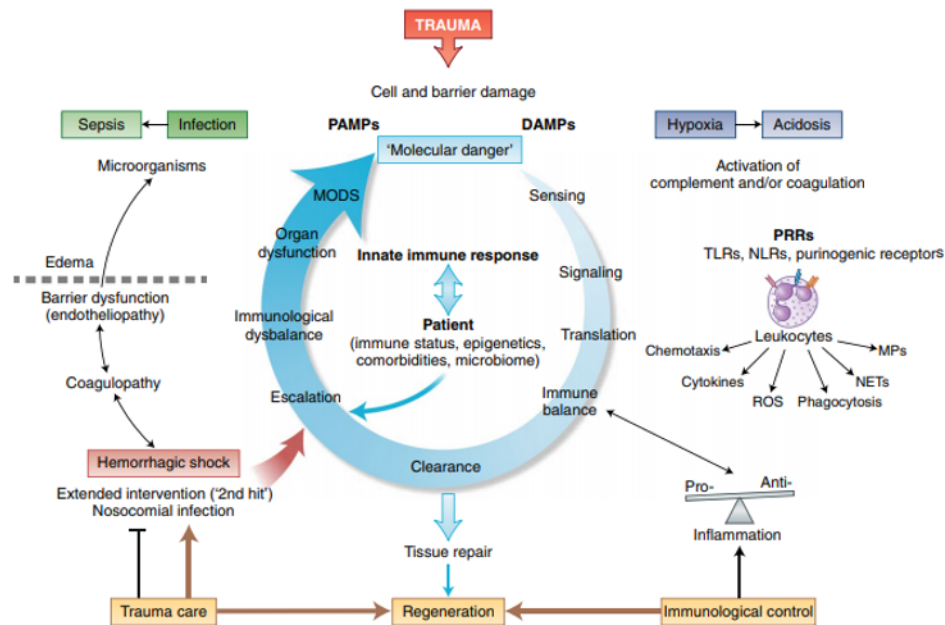 TRAUMA
Cell and barrier damage
PAMPs
DAMPs
'Molecular danger'
Sepsis
Infection
Microorganisms
Edema
Barrier dysfunction
(endotheliopathy)
Coagulopathy
Hemorrhagic shock
Extended intervention ('2nd hit')
Nosocomial infection
Trauma care
MODS
Organ
dysfunction
Immunological
dysbalance
Escalation
Innate immune response
Patient
(immune status, epigenetics,
comorbidities, microbiome)
Sensing
Signaling
Translation
Immune
balance
Clearance
Tissue repair
Regeneration
Hypoxia
Acidosis
Activation of
complement and/or coagulation
PRRs
TLRs, NLRs, purinogenic receptors
Leukocytes
Chemotaxis
MPs
Cytokines
NETs
ROS
Phagocytosis
Pro-
Anti-
Inflammation
Immunological control